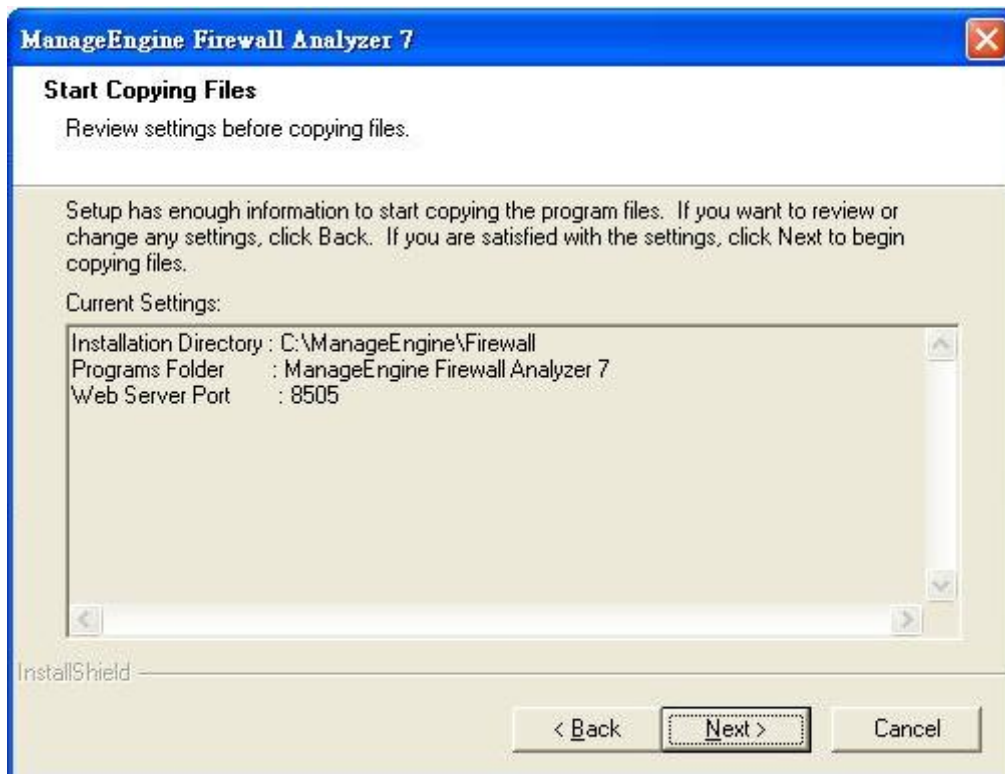 ManageEngine Firewall Analyzer 7
Start Copying Files
Review settings before copying files.
Setup has enough information to start copying the program files. If you want to review or
change any settings, click Back. If you are satisfied with the settings, click Next to begin
copying files.
Current Settings:
Installation Directory : C:\ManageEngine\Firewall
Programs Folder : ManageEngine Firewall Analyzer 7
Web Server Port : 8505
InstallShield
< Back Next > Cancel